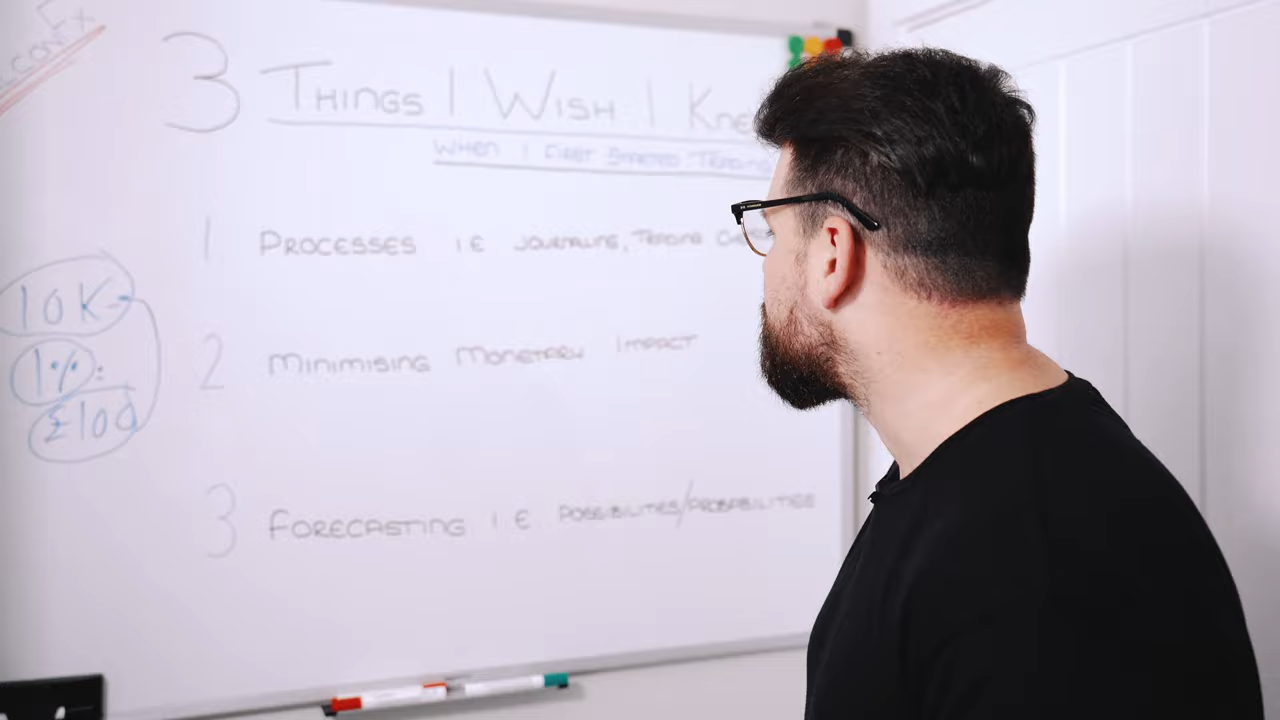 3 THINGS I WISH I KNE
WHEN I FIRST STARTED TRADING
1 PROCESSES I.E JOURNALING, TRADING
10K
2 MINIMISING MONETARY IMPACT
1%:
£100
3 FORECASTING I E POSSIBILITIES/PROBABILITIES